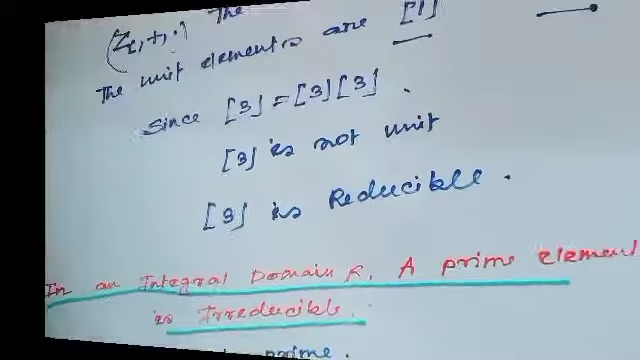 (Z6, +, ·) The
The unit elements are [1]
Since [3] = [3][3].
[3] is not unit
[3] is Reducible.
In an Integral Domain R, A prime element
is Irreducible.
prime.